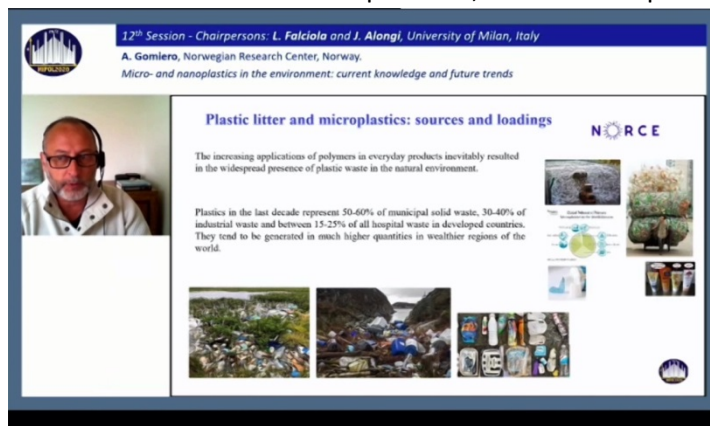 12th Session - Chairpersons: L. Falciola and J. Alongi, University of Milan, Italy
A. Gomiero, Norwegian Research Center, Norway.
Micro- and nanoplastics in the environment: current knowledge and future trends
MIPOL2020
Plastic litter and microplastics: sources and loadings
NORCE
The increasing applications of polymers in everyday products inevitably resulted
in the widespread presence of plastic waste in the natural environment.
Plastics in the last decade represent 50-60% of municipal solid waste, 30-40% of
industrial waste and between 15-25% of all hospital waste in developed countries.
They tend to be generated in much higher quantities in wealthier regions of the
world.